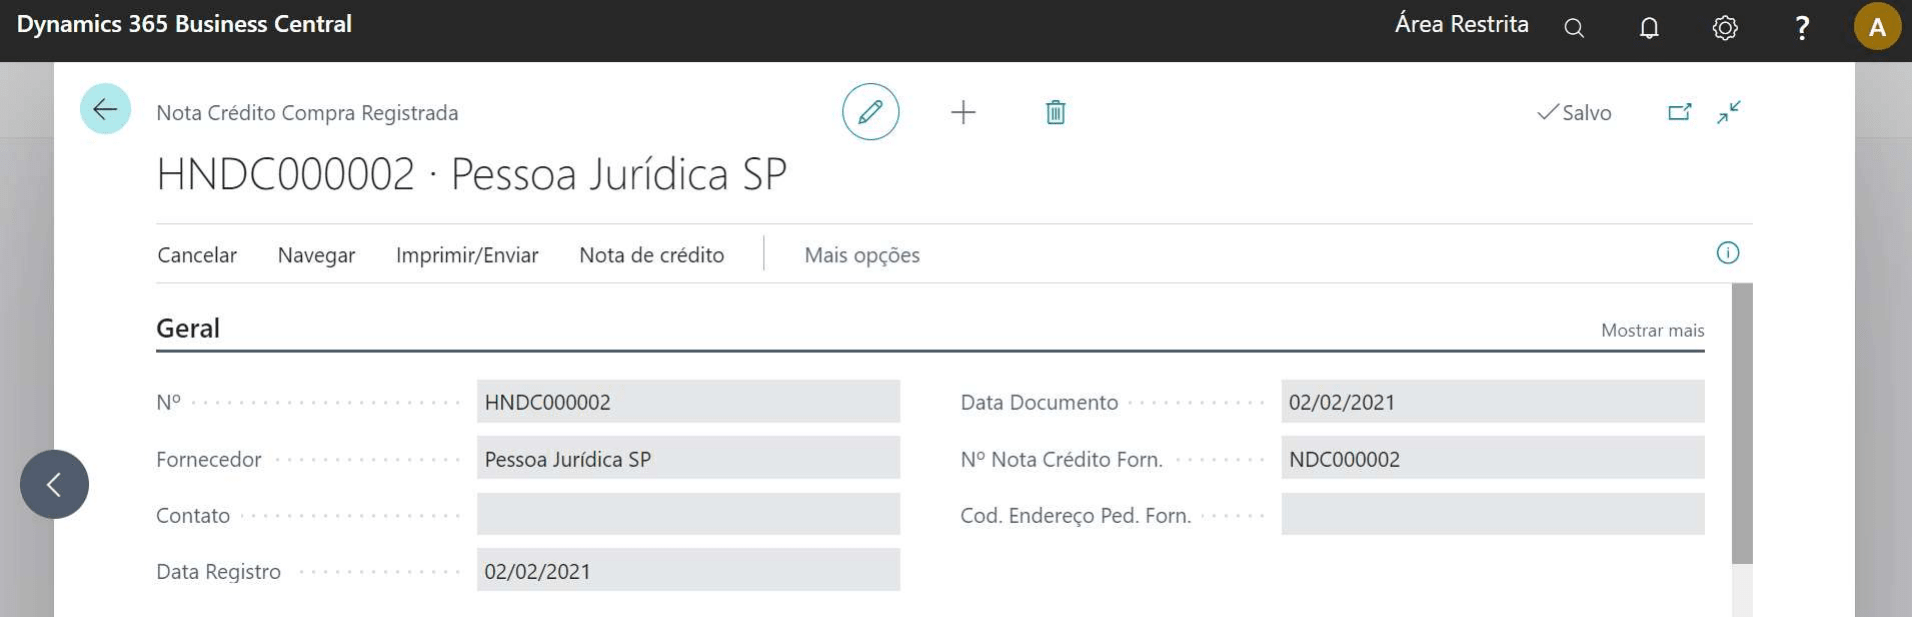 Dynamics 365 Business Central
Área Restrita
?
A
Nota Crédito Compra Registrada
Salvo
HNDC000002 · Pessoa Jurídica SP
Cancelar Navegar Imprimir/Enviar Nota de crédito Mais opções
Geral
Mostrar mais
Nº HNDC000002
Data Documento 02/02/2021
Fornecedor Pessoa Jurídica SP
Nº Nota Crédito Forn. NDC000002
Contato
Cod. Endereço Ped. Forn.
Data Registro 02/02/2021